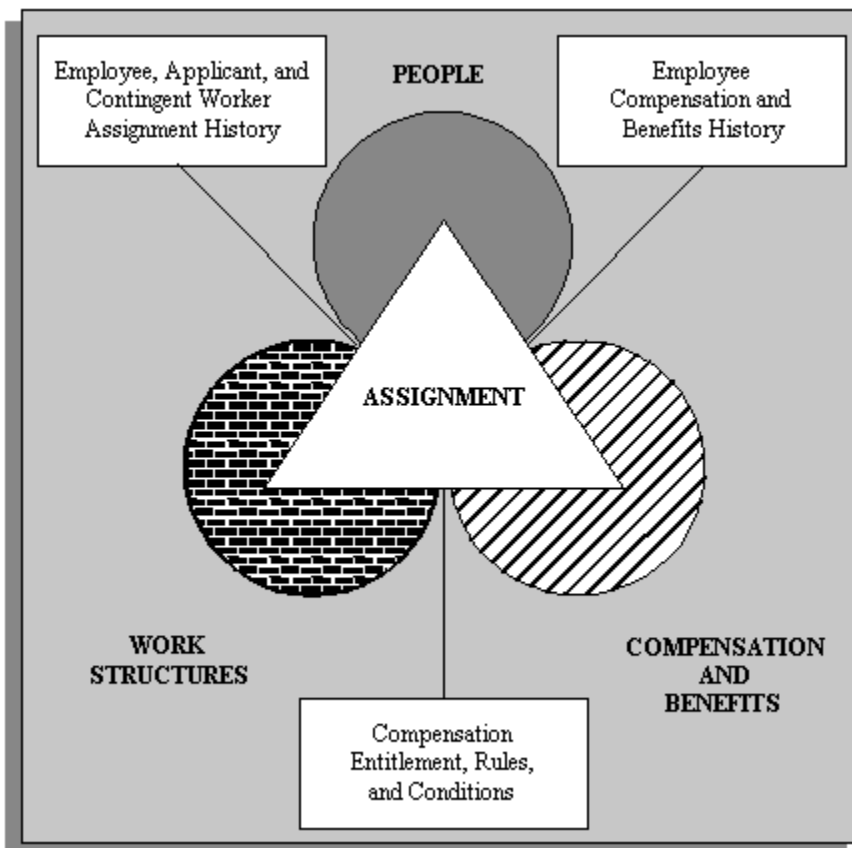 Employee, Applicant, and
Contingent Worker
Assignment History
PEOPLE
Employee
Compensation and
Benefits History
ASSIGNMENT
WORK
STRUCTURES
COMPENSATION
AND
BENEFITS
Compensation
Entitlement, Rules,
and Conditions